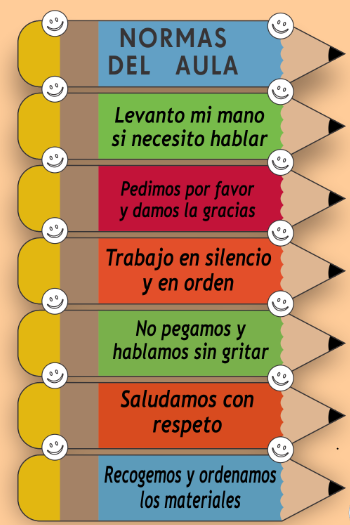 NORMAS
DEL AULA
Levanto mi mano
si necesito hablar
Pedimos por favor
y damos la gracias
Trabajo en silencio
y en orden
No pegamos y
hablamos sin gritar
Saludamos con
respeto
Recogemos y ordenamos
los materiales